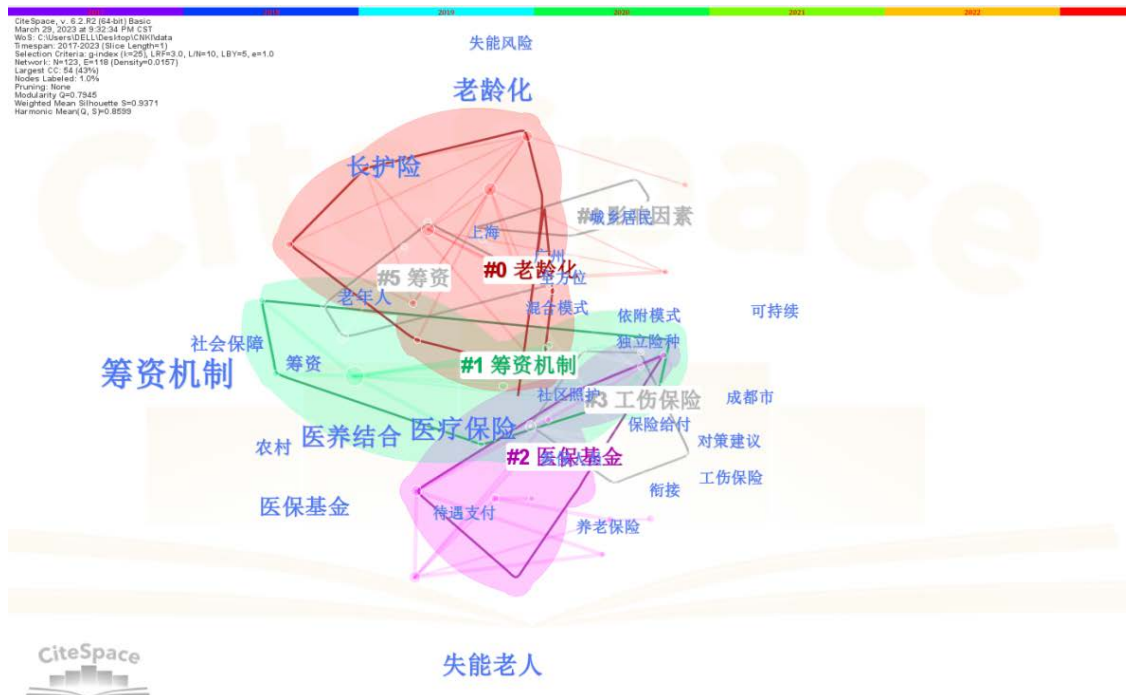 2017 2018 2019 2020 2021 2022
CiteSpace, v. 6.2.R2 (64-bit) Basic
March 29, 2023 at 9:32:34 PM CST
WoS: C:\Users\DELL\Desktop\CNKI\data
Timespan: 2017-2023 (Slice Length=1)
Selection Criteria: g-index (k=25), LRF=3.0, L/N=10, LBY=5, e=1.0
Network: N=123, E=118 (Density=0.0157)
Largest CC: 54 (43%)
Nodes Labeled: 1.0%
Pruning: None
Modularity Q=0.7945
Weighted Mean Silhouette S=0.9371
Harmonic Mean(Q, S)=0.8599
失能风险
老龄化
CiteSpace
长护险
城乡居民
因素
上海
广州
#5 筹资
#0 老龄化
全方位
老年人
混合模式
依附模式
可持续
社会保障
独立险种
筹资
#1 筹资机制
筹资机制
社区照护
#3 工伤保险
成都市
保险给付
医疗保险
医养结合
农村
对策建议
#2 医保基金
工伤保险
衔接
医保基金
待遇支付
养老保险
CiteSpace
失能老人